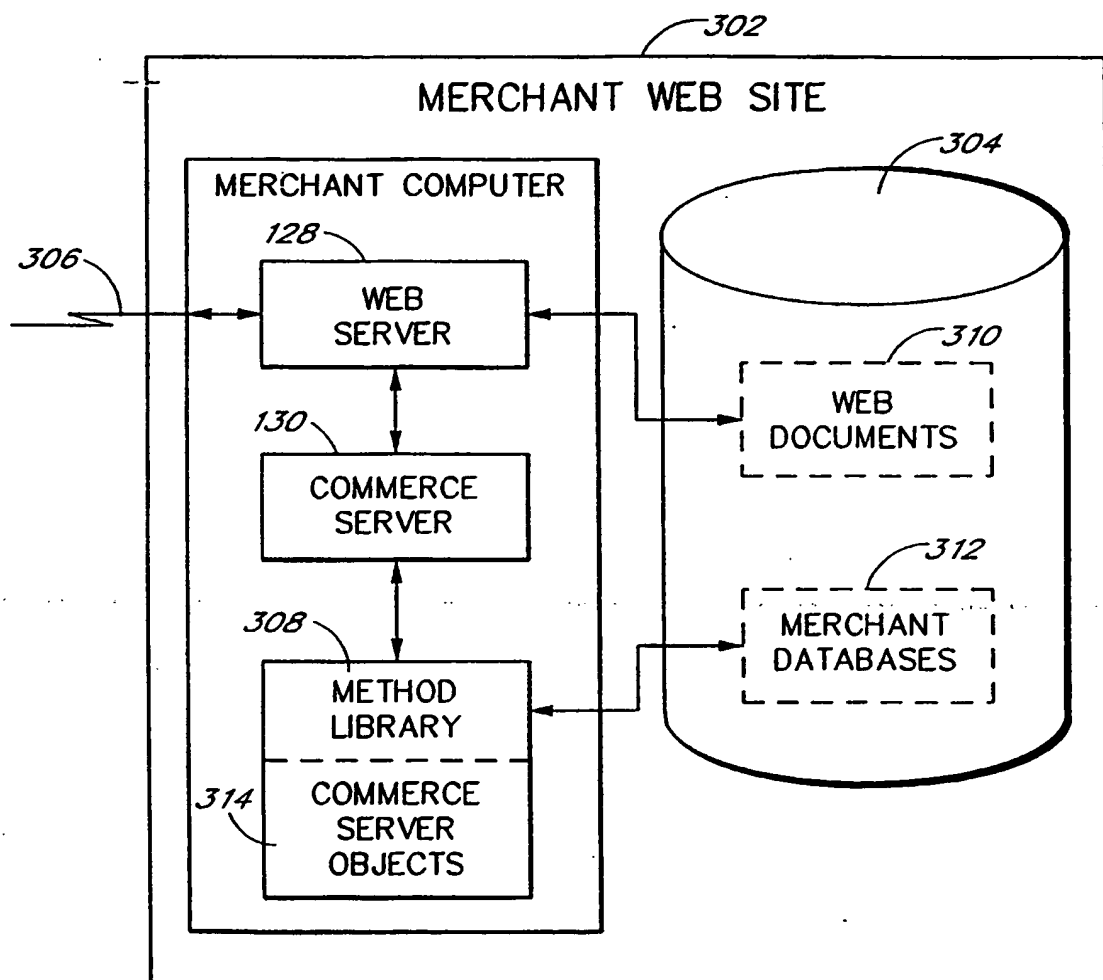 302
MERCHANT WEB SITE
304
MERCHANT COMPUTER
128
306
WEB
SERVER
310
WEB
DOCUMENTS
130
COMMERCE
SERVER
312
MERCHANT
DATABASES
308
METHOD
LIBRARY
314
COMMERCE
SERVER
OBJECTS